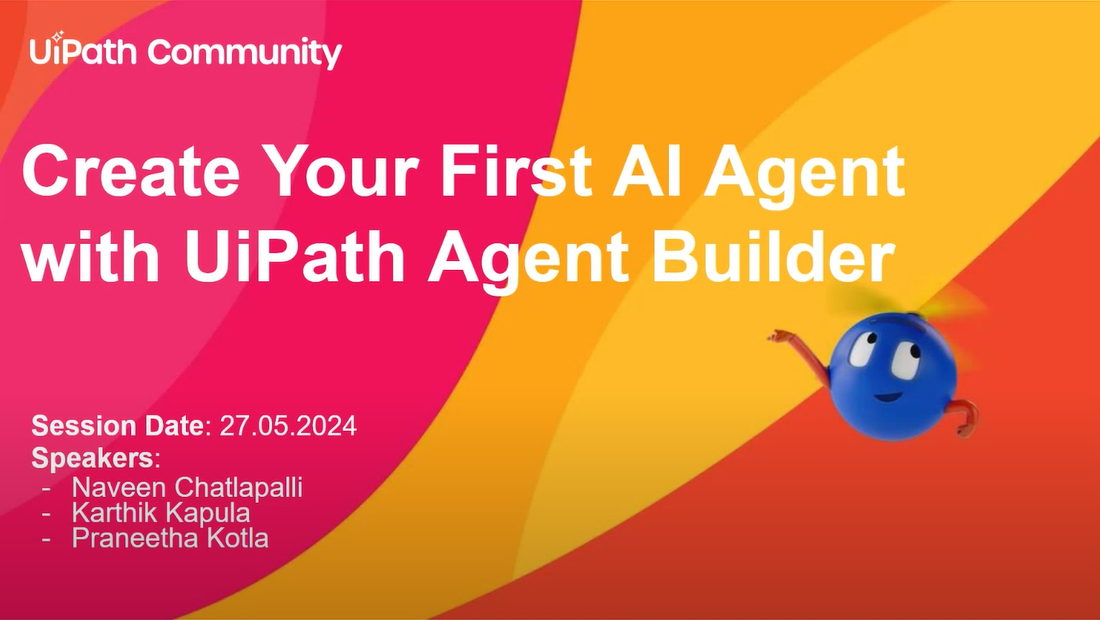 UiPath Community
Create Your First AI Agent
with UiPath Agent Builder
Session Date: 27.05.2024
Speakers:
- Naveen Chatlapalli
- Karthik Kapula
- Praneetha Kotla